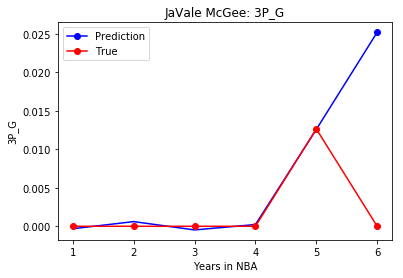 JaVale McGee: 3P_G
Prediction
True
3P_G
0.025
0.020
0.015
0.010
0.005
0.000
1 2 3 4 5 6
Years in NBA